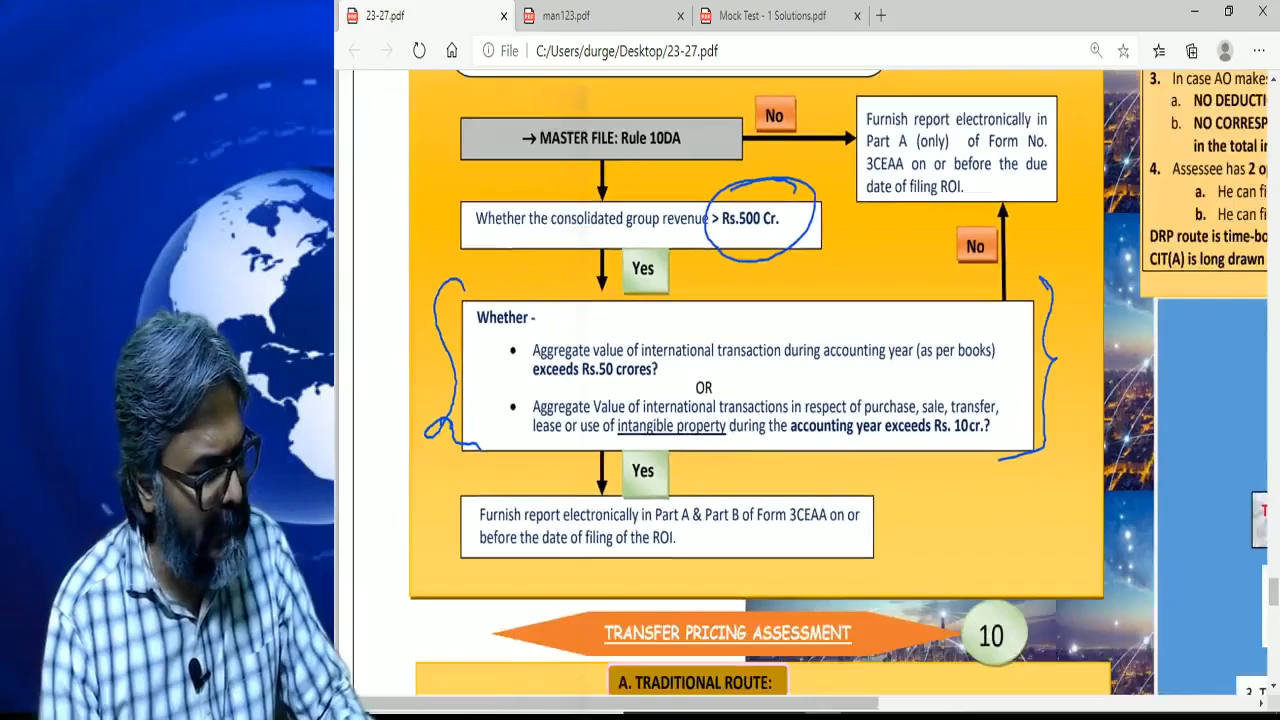 23-27.pdf
man123.pdf
Mock Test - 1 Solutions.pdf
File
C:/Users/durge/Desktop/23-27.pdf
→ MASTER FILE: Rule 10DA
No
Furnish report electronically in
Part A (only) of Form No.
3CEAA on or before the due
date of filing ROI.
Whether the consolidated group revenue > Rs.500 Cr.
Yes
No
Whether -
• Aggregate value of international transaction during accounting year (as per books)
exceeds Rs.50 crores?
OR
• Aggregate Value of international transactions in respect of purchase, sale, transfer,
lease or use of intangible property during the accounting year exceeds Rs. 10cr.?
Yes
Furnish report electronically in Part A & Part B of Form 3CEAA on or
before the date of filing of the ROI.
TRANSFER PRICING ASSESSMENT
10
A. TRADITIONAL ROUTE:
3. In case AO make
a. NO DEDUCTI
b. NO CORRESP
in the total i
4. Assessee has 2 o
a. He can fi
b. He can fi
DRP route is time-bo
CIT(A) is long drawn